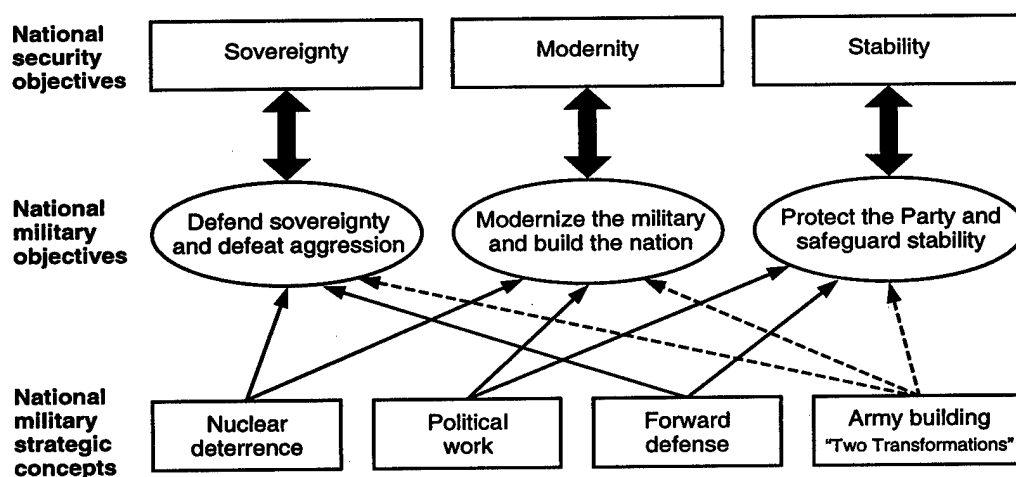 National
security
objectives
Sovereignty
Modernity
Stability
National
military
objectives
Defend sovereignty
and defeat aggression
Modernize the military
and build the nation
Protect the Party and
safeguard stability
National
military
strategic
concepts
Nuclear
deterrence
Political
work
Forward
defense
Army building
"Two Transformations"